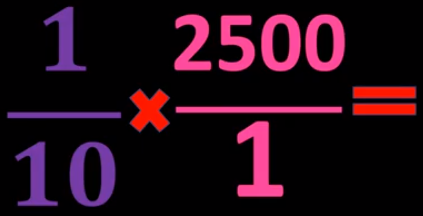 1/10 × 2500/1 =